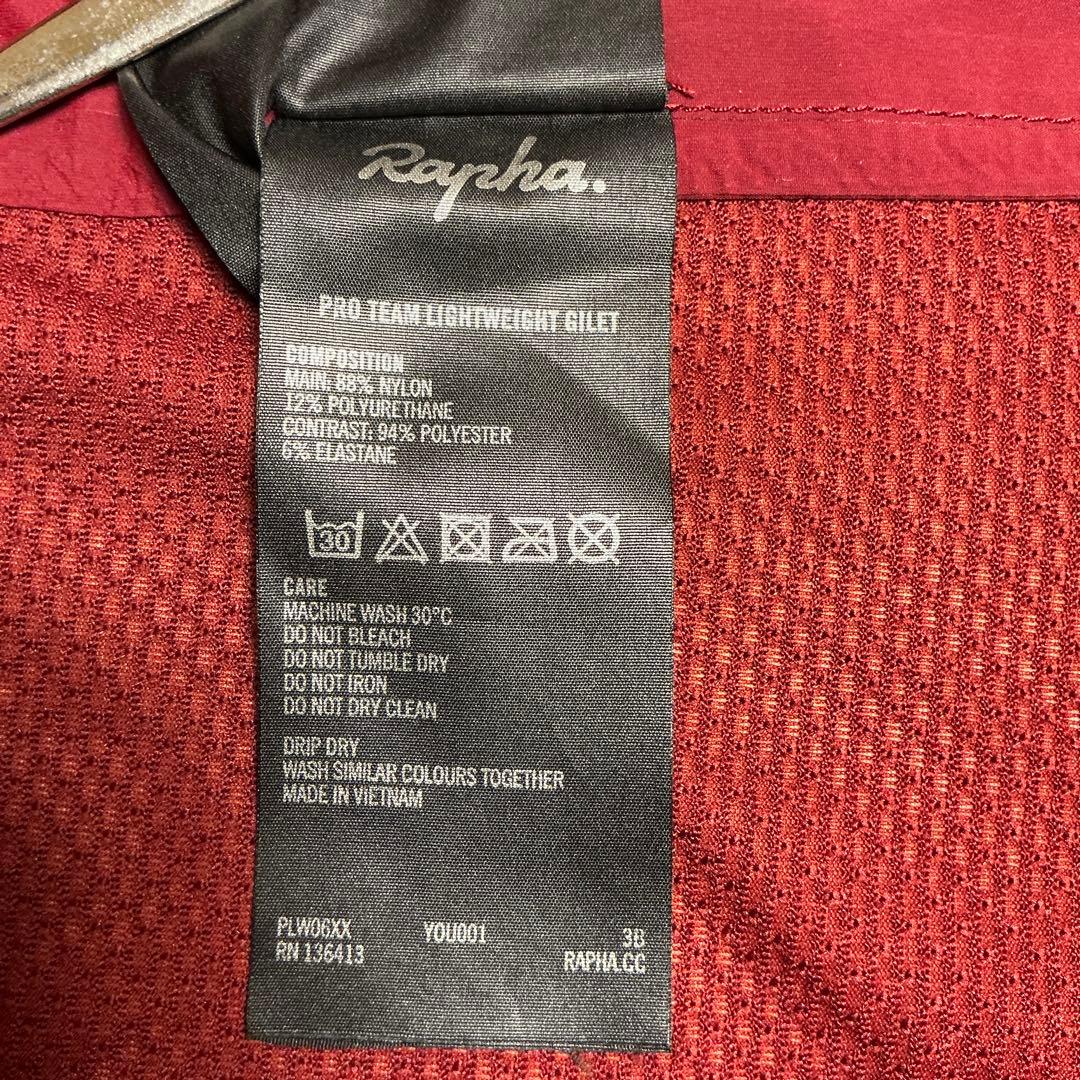 Rapha.
PRO TEAM LIGHTWEIGHT GILET
COMPOSITION
MAIN: 88% NYLON
12% POLYURETHANE
CONTRAST: 94% POLYESTER
6% ELASTANE
30
CARE
MACHINE WASH 30°C
DO NOT BLEACH
DO NOT TUMBLE DRY
DO NOT IRON
DO NOT DRY CLEAN
DRIP DRY
WASH SIMILAR COLOURS TOGETHER
MADE IN VIETNAM
PLW06XX YOU001 3B
RN 136413 RAPHA.CC